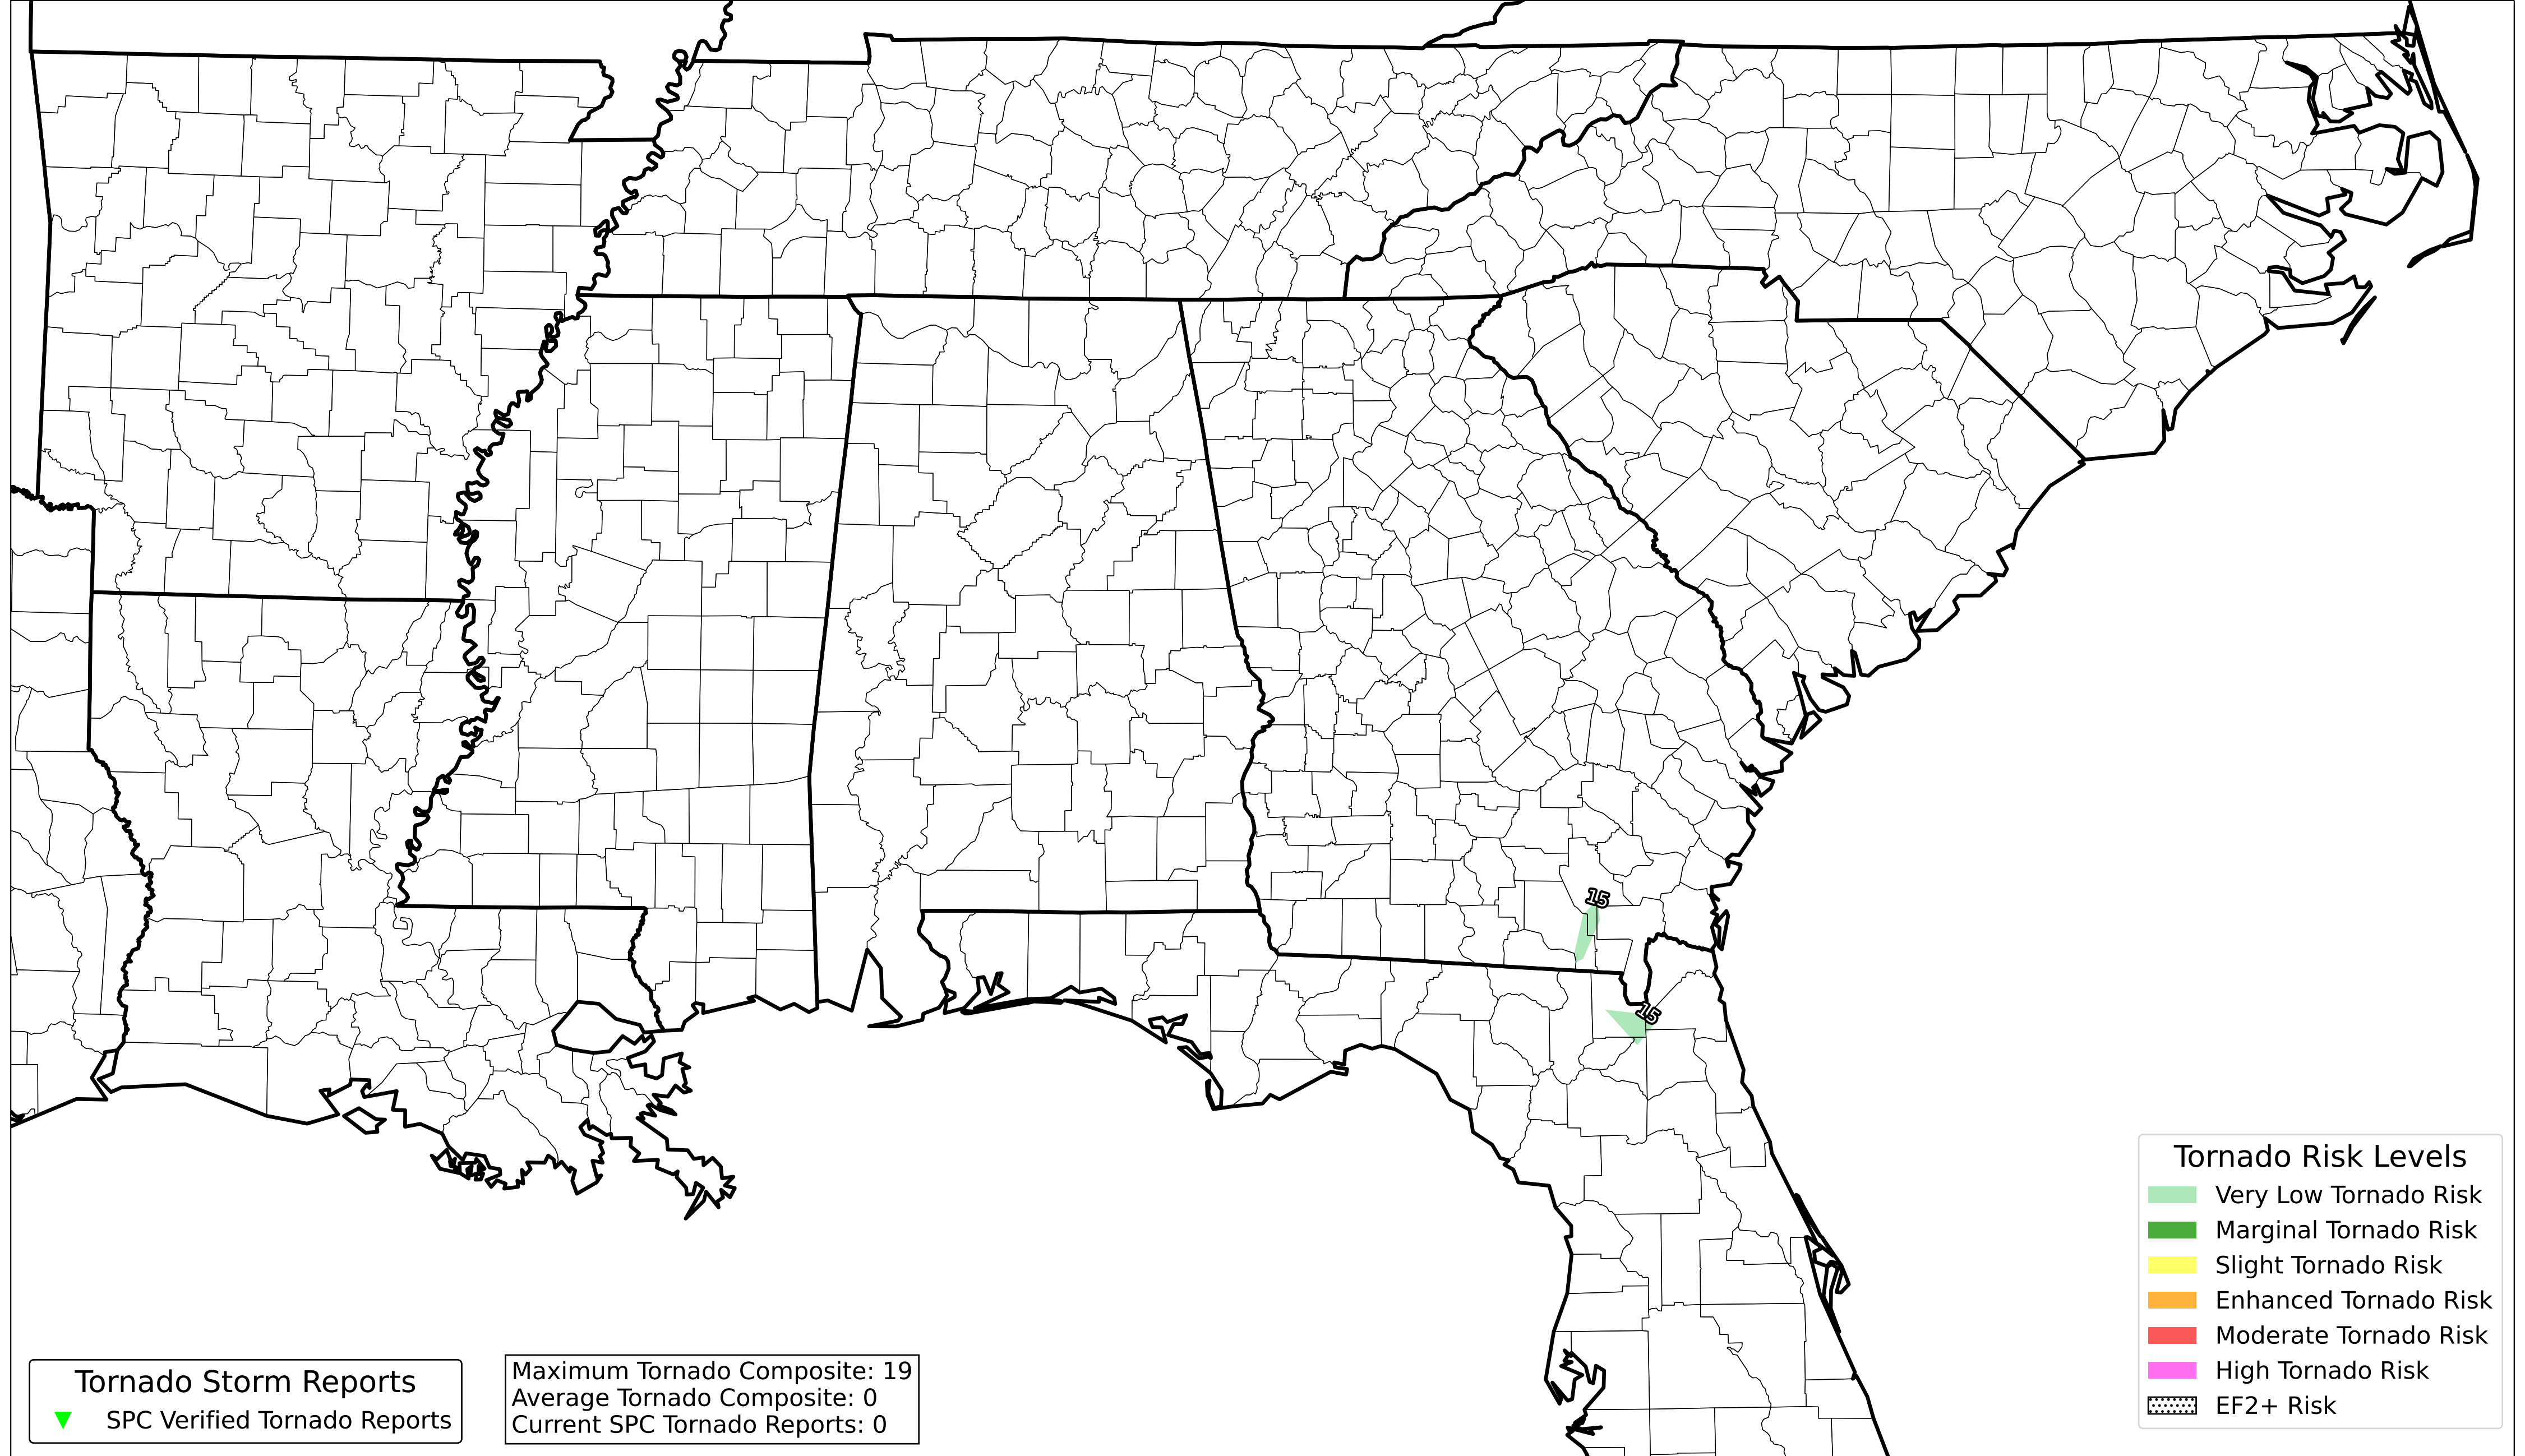 15
15
Tornado Risk Levels
Very Low Tornado Risk
Marginal Tornado Risk
Slight Tornado Risk
Enhanced Tornado Risk
Moderate Tornado Risk
High Tornado Risk
EF2+ Risk
Tornado Storm Reports
SPC Verified Tornado Reports
Maximum Tornado Composite: 19
Average Tornado Composite: 0
Current SPC Tornado Reports: 0